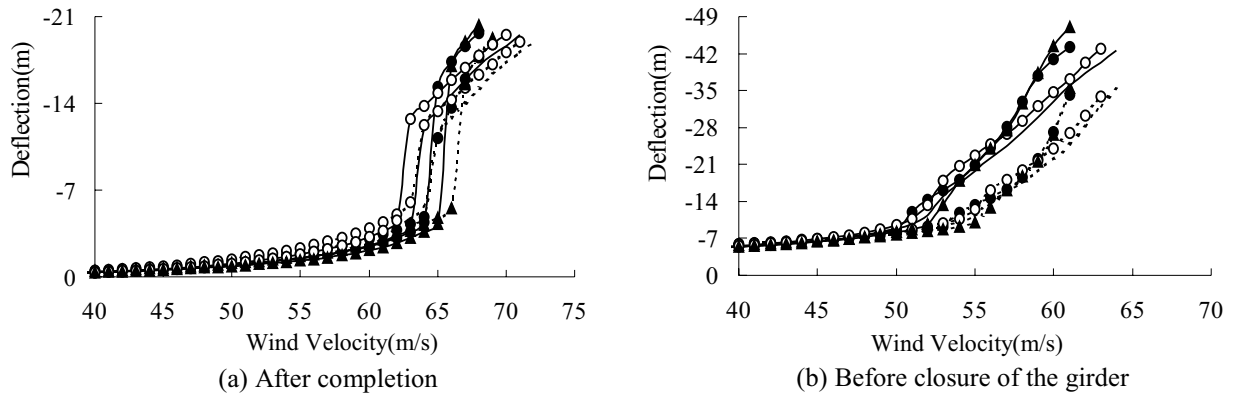 -21
-14
-7
0
Deflection(m)
40 45 50 55 60 65 70 75
Wind Velocity(m/s)
(a) After completion
-49
-42
-35
-28
-21
-14
-7
0
Deflection(m)
40 45 50 55 60 65 70
Wind Velocity(m/s)
(b) Before closure of the girder